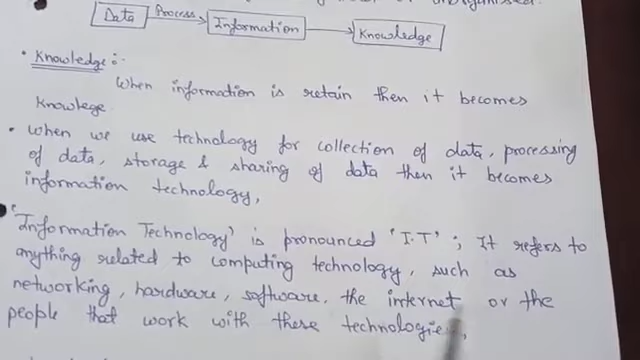 or unorganised.
Data Process Information Knowledge
• Knowledge :-
When information is retain then it becomes
Knowlege
• When we use technology for collection of data, processing
of data, storage & sharing of data then it becomes
information technology,
• 'Information Technology' is pronounced 'I.T'; It refers to
anything related to computing technology, such as
networking, hardware, software, the internet or the
people that work with these technologies,